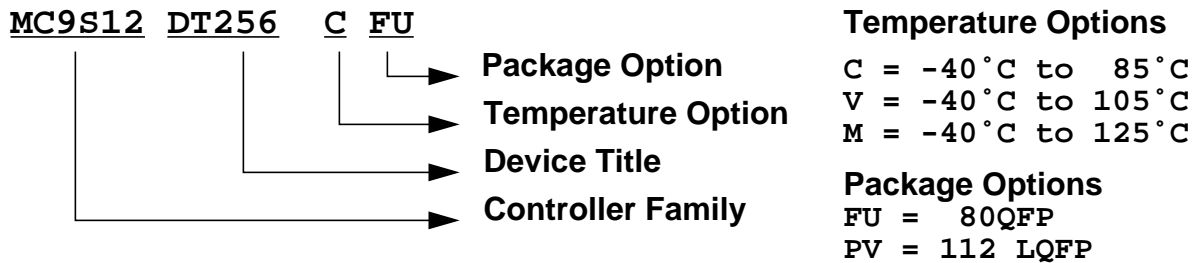 MC9S12 DT256 C FU
Package Option
Temperature Option
Device Title
Controller Family
Temperature Options
C = -40˚C to 85˚C
V = -40˚C to 105˚C
M = -40˚C to 125˚C
Package Options
FU = 80QFP
PV = 112 LQFP